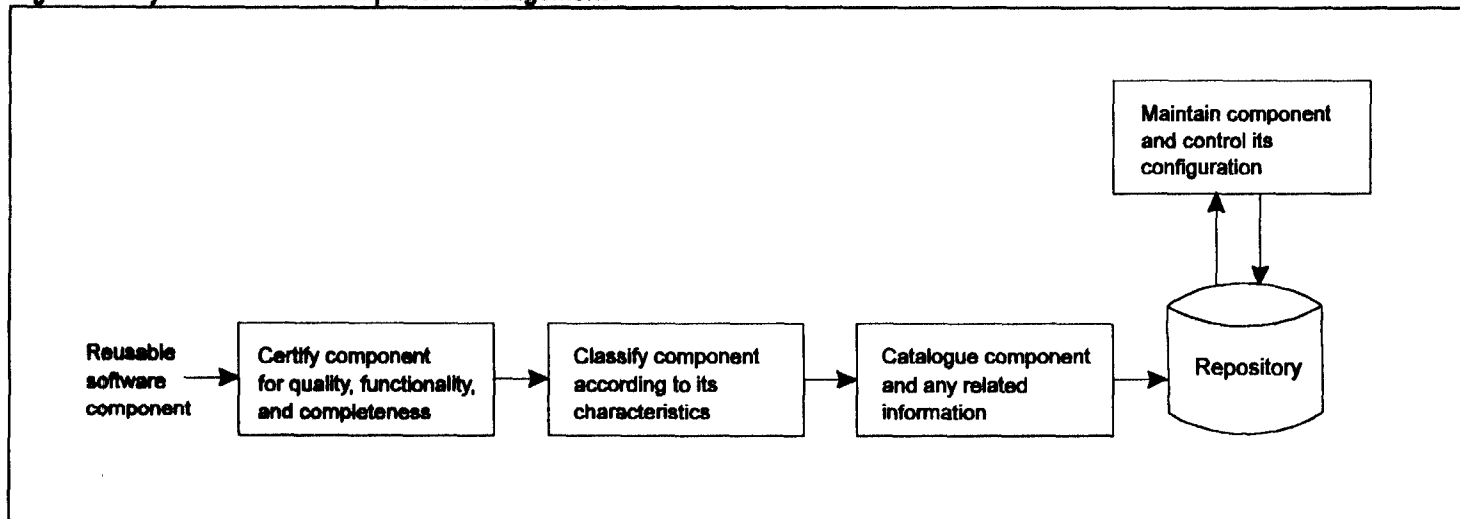 Maintain component
and control its
configuration
Reusable
software
component
Certify component
for quality, functionality,
and completeness
Classify component
according to its
characteristics
Catalogue component
and any related
information
Repository